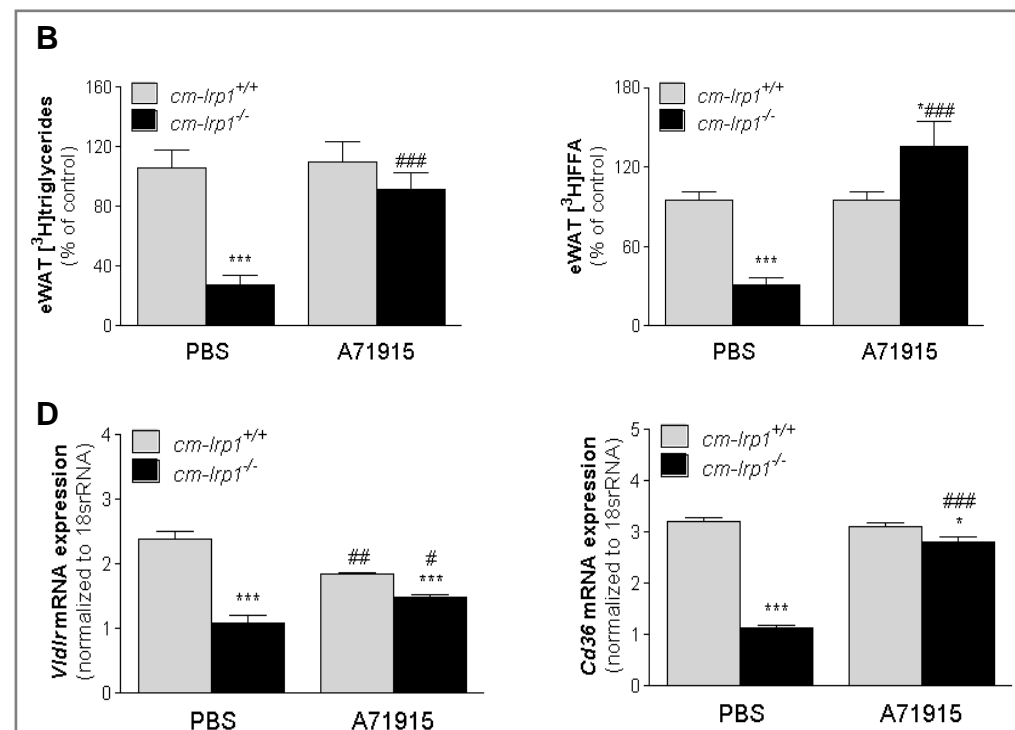 B
eWAT [³H]triglycerides
(% of control)
160
120
80
40
0
cm-lrp1+/+
cm-lrp1-/-
***
###
PBS
A71915
eWAT [³H]FFA
(% of control)
180
120
60
0
cm-lrp1+/+
cm-lrp1-/-
***
*###
PBS
A71915
D
Vldlr mRNA expression
(normalized to 18srRNA)
4
3
2
1
0
cm-lrp1+/+
cm-lrp1-/-
***
##
#
***
PBS
A71915
Cd36 mRNA expression
(normalized to 18srRNA)
5
4
3
2
1
0
cm-lrp1+/+
cm-lrp1-/-
***
###
*
PBS
A71915